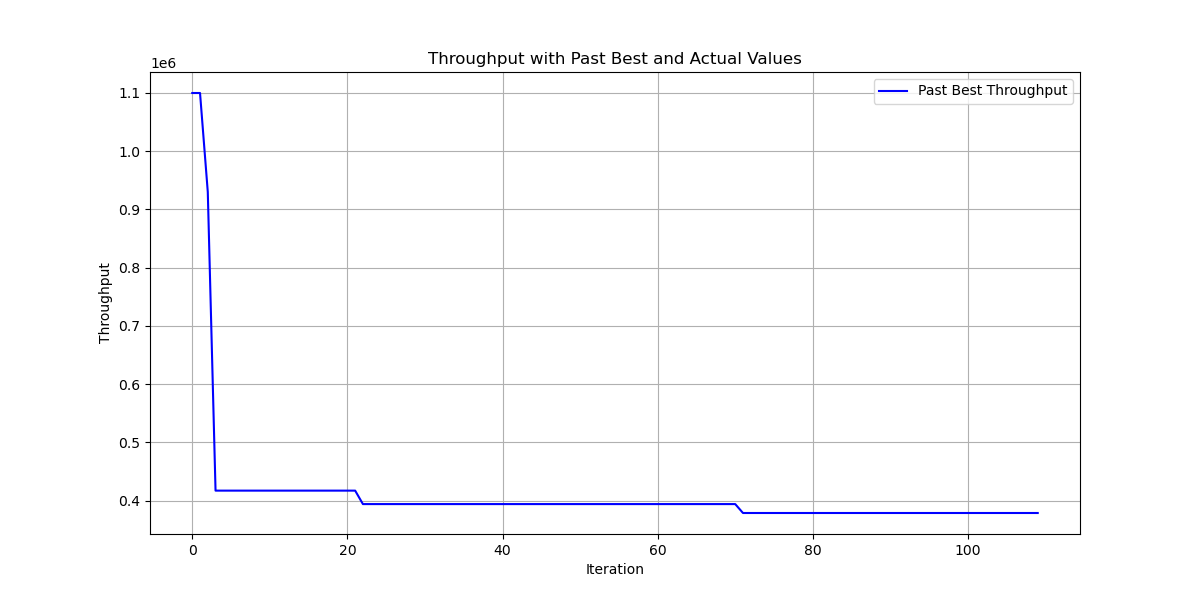 Throughput with Past Best and Actual Values
1e6
Past Best Throughput
1.1
1.0
0.9
0.8
0.7
0.6
0.5
0.4
Throughput
0 20 40 60 80 100
Iteration